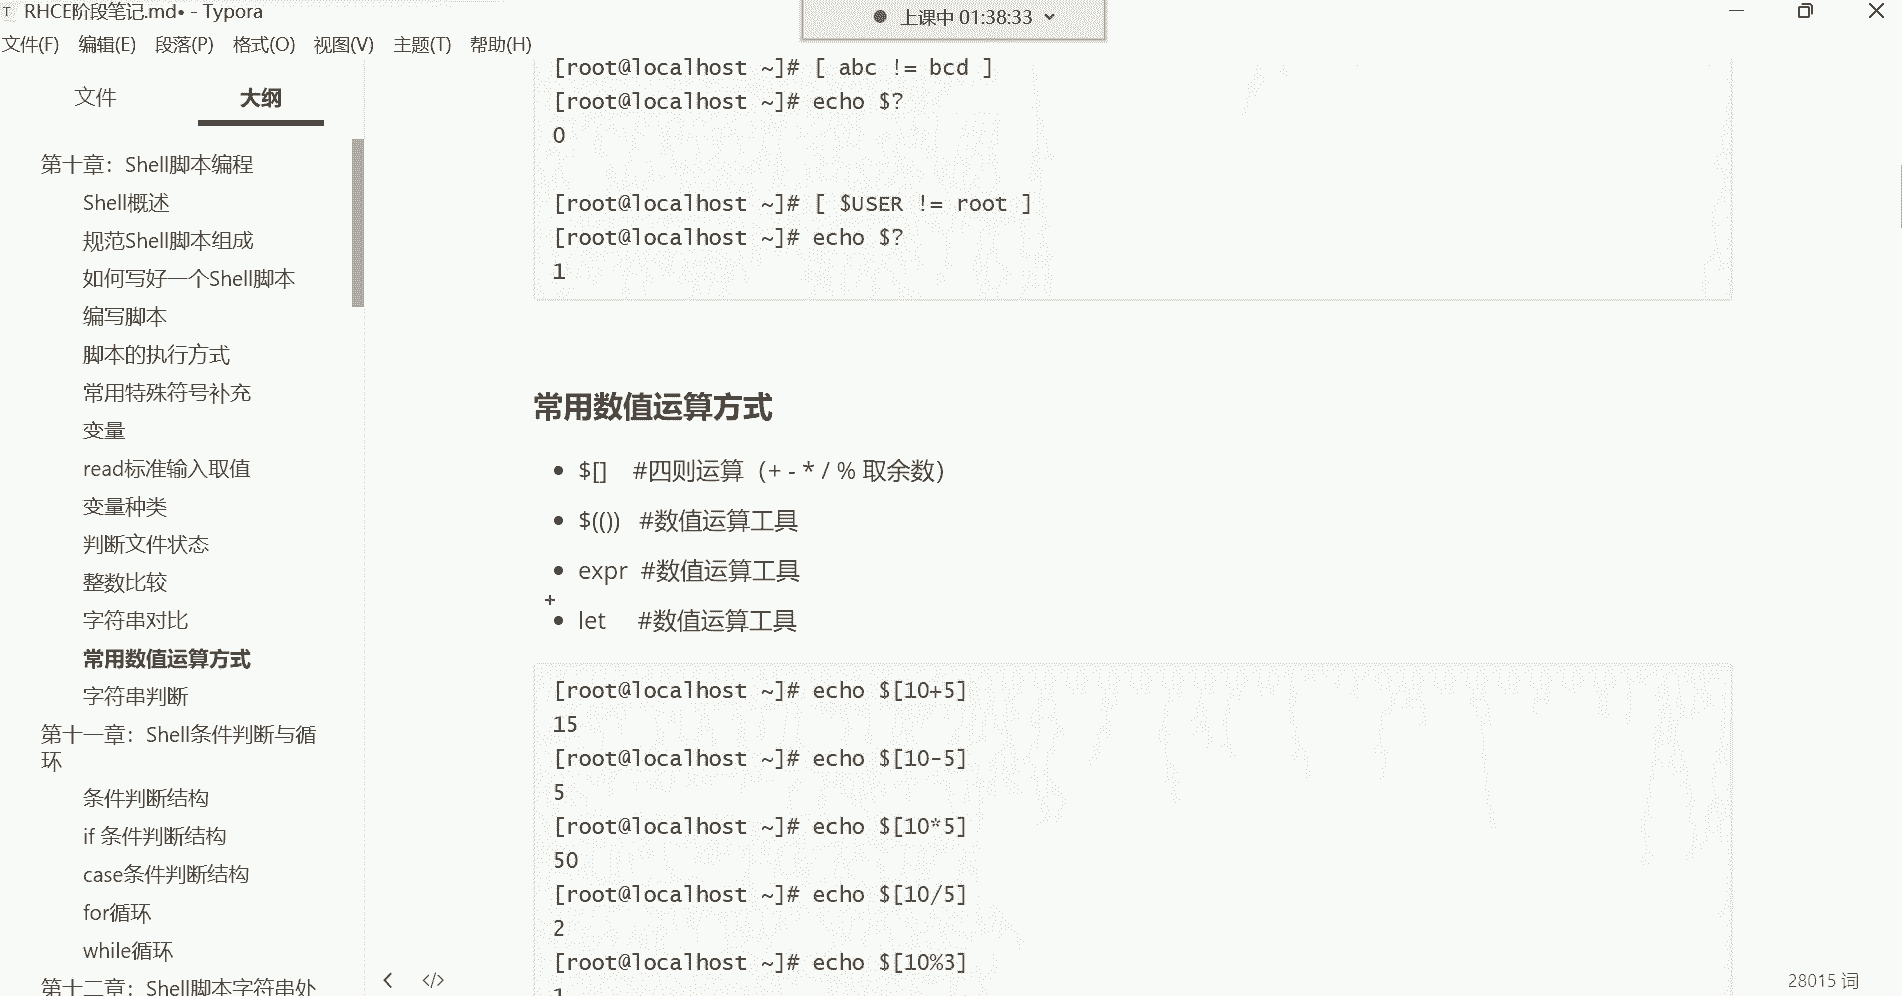 RHCE阶段笔记.md• - Typora
上课中 01:38:33
文件(F) 编辑(E) 段落(P) 格式(O) 视图(V) 主题(T) 帮助(H)
文件 大纲
第十章：Shell脚本编程
Shell概述
规范Shell脚本组成
如何写好一个Shell脚本
编写脚本
脚本的执行方式
常用特殊符号补充
变量
read标准输入取值
变量种类
判断文件状态
整数比较
字符串对比
常用数值运算方式
字符串判断
第十一章：Shell条件判断与循
环
条件判断结构
if 条件判断结构
case条件判断结构
for循环
while循环
第十二章：Shell脚本字符串处
[root@localhost ~]# [ abc != bcd ]
[root@localhost ~]# echo $?
0
[root@localhost ~]# [ $USER != root ]
[root@localhost ~]# echo $?
1
常用数值运算方式
• $[] #四则运算（+ - * / % 取余数）
• $(()) #数值运算工具
• expr #数值运算工具
• let #数值运算工具
[root@localhost ~]# echo $[10+5]
15
[root@localhost ~]# echo $[10-5]
5
[root@localhost ~]# echo $[10*5]
50
[root@localhost ~]# echo $[10/5]
2
[root@localhost ~]# echo $[10%3]
1
</> 28015 词